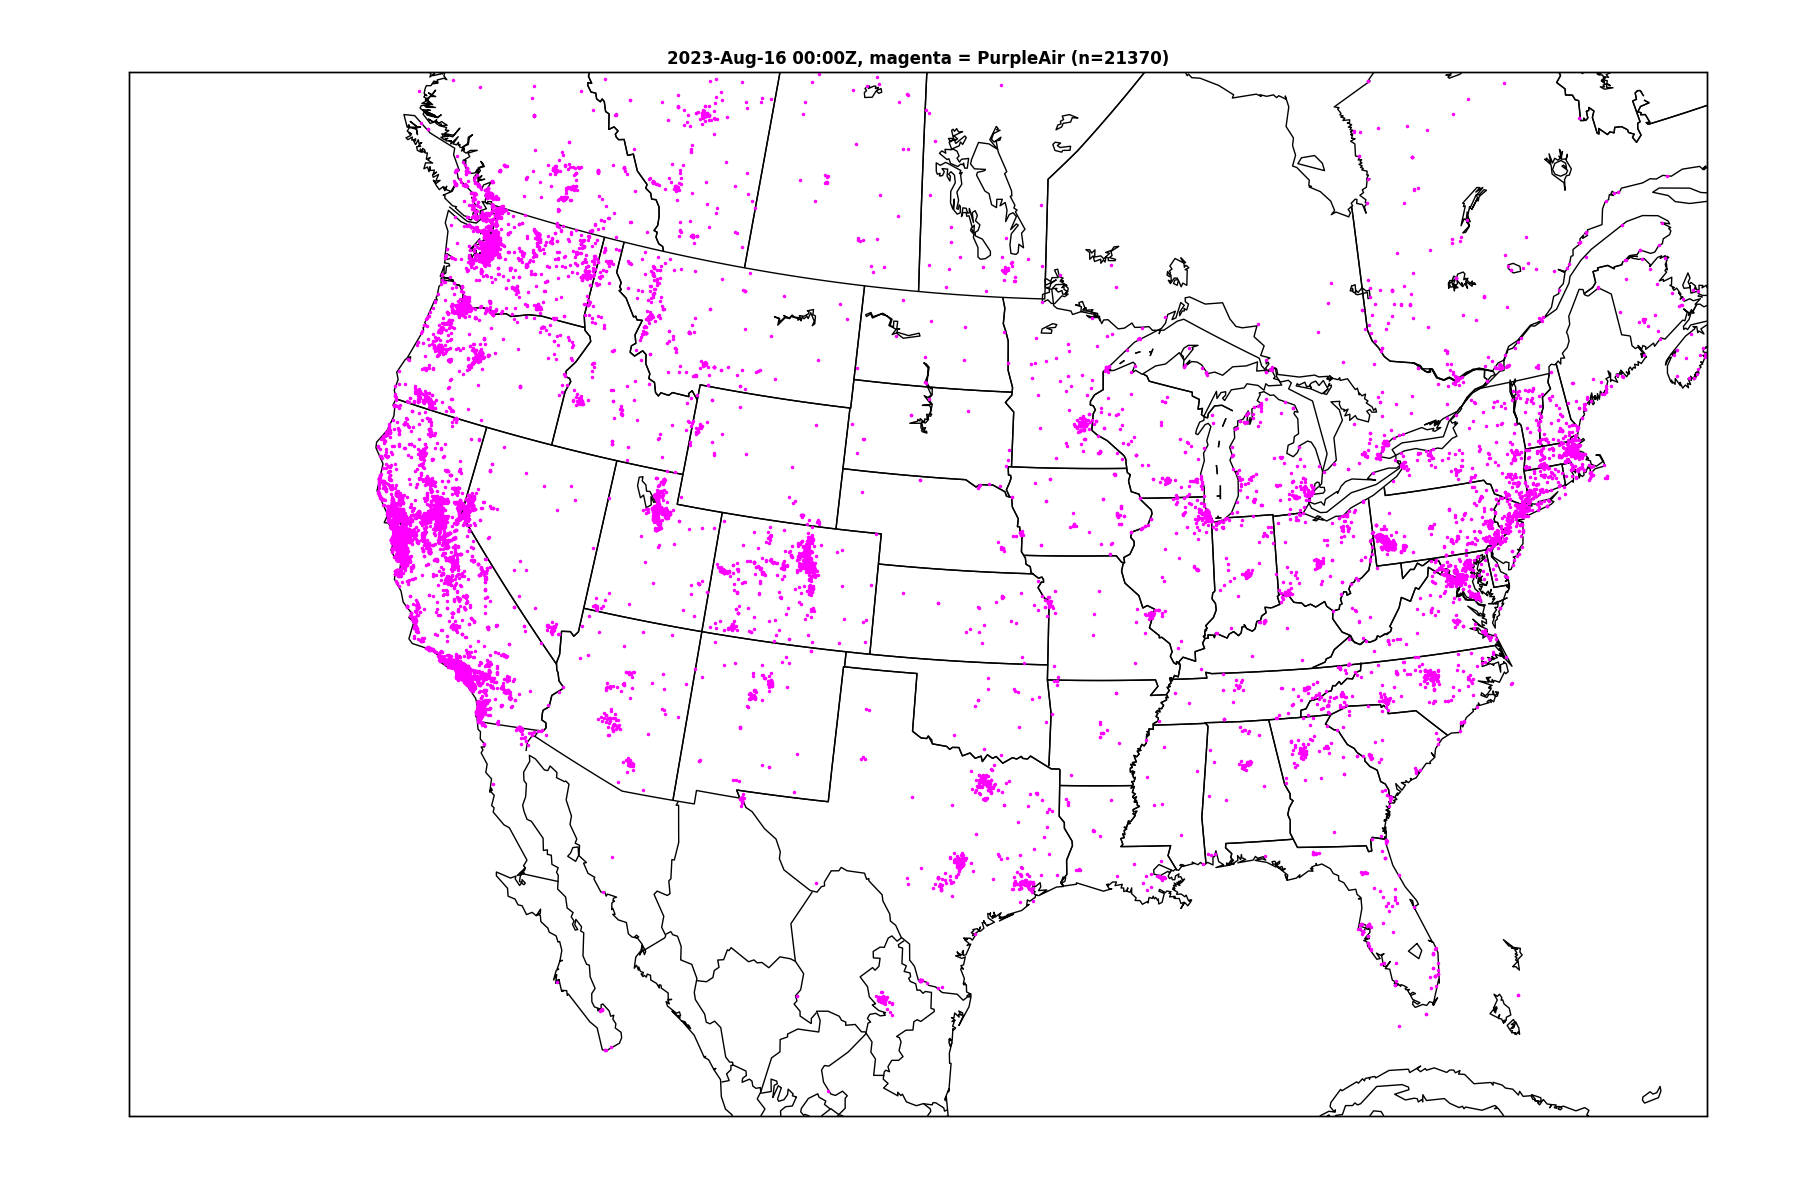 2023-Aug-16 00:00Z, magenta = PurpleAir (n=21370)